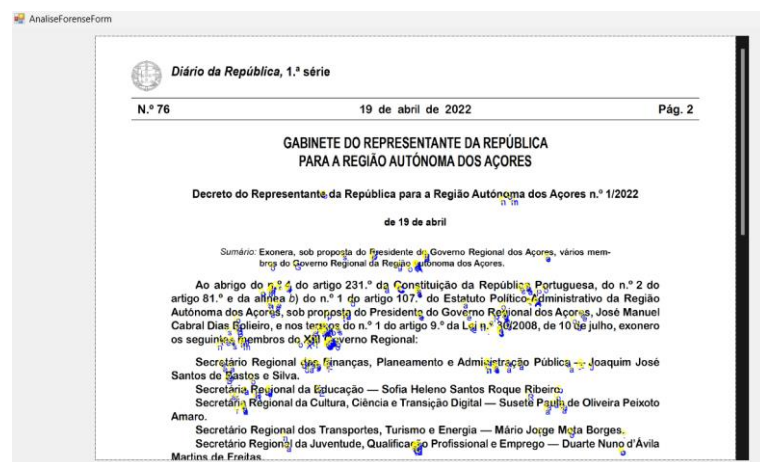 AnaliseForenseForm
Diário da República, 1.ª série
N.º 76 19 de abril de 2022 Pág. 2
GABINETE DO REPRESENTANTE DA REPÚBLICA
PARA A REGIÃO AUTÓNOMA DOS AÇORES
Decreto do Representante da República para a Região Autónoma dos Açores n.º 1/2022
de 19 de abril
Sumário: Exonera, sob proposta do Presidente do Governo Regional dos Açores, vários mem-
bros do Governo Regional da Região Autónoma dos Açores.
Ao abrigo do n.º 4 do artigo 231.º da Constituição da República Portuguesa, do n.º 2 do
artigo 81.º e da alínea b) do n.º 1 do artigo 107.º do Estatuto Político-Administrativo da Região
Autónoma dos Açores, sob proposta do Presidente do Governo Regional dos Açores, José Manuel
Cabral Dias Bolieiro, e nos termos do n.º 1 do artigo 9.º da Lei n.º 30/2008, de 10 de julho, exonero
os seguintes membros do XIII Governo Regional:
Secretário Regional das Finanças, Planeamento e Administração Pública — Joaquim José
Santos de Bastos e Silva.
Secretária Regional da Educação — Sofia Heleno Santos Roque Ribeiro.
Secretária Regional da Cultura, Ciência e Transição Digital — Susete Paula de Oliveira Peixoto
Amaro.
Secretário Regional dos Transportes, Turismo e Energia — Mário Jorge Mota Borges.
Secretário Regional da Juventude, Qualificação Profissional e Emprego — Duarte Nuno d'Ávila
Martins de Freitas.